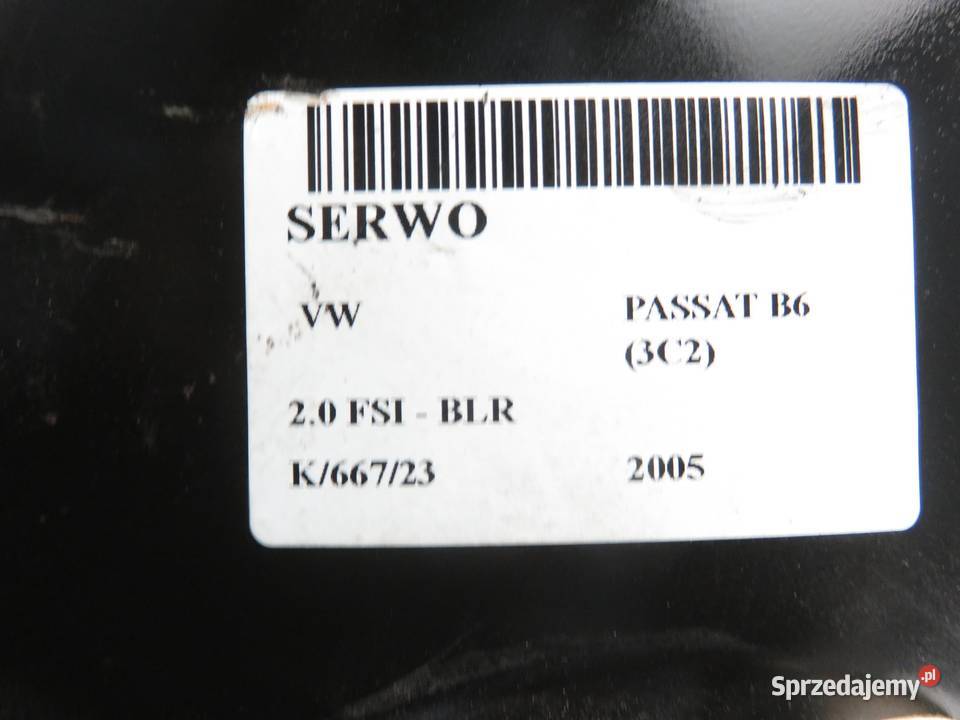 SERWO
VW
PASSAT B6
(3C2)
2.0 FSI - BLR
K/667/23
2005
Sprzedajemy.pl